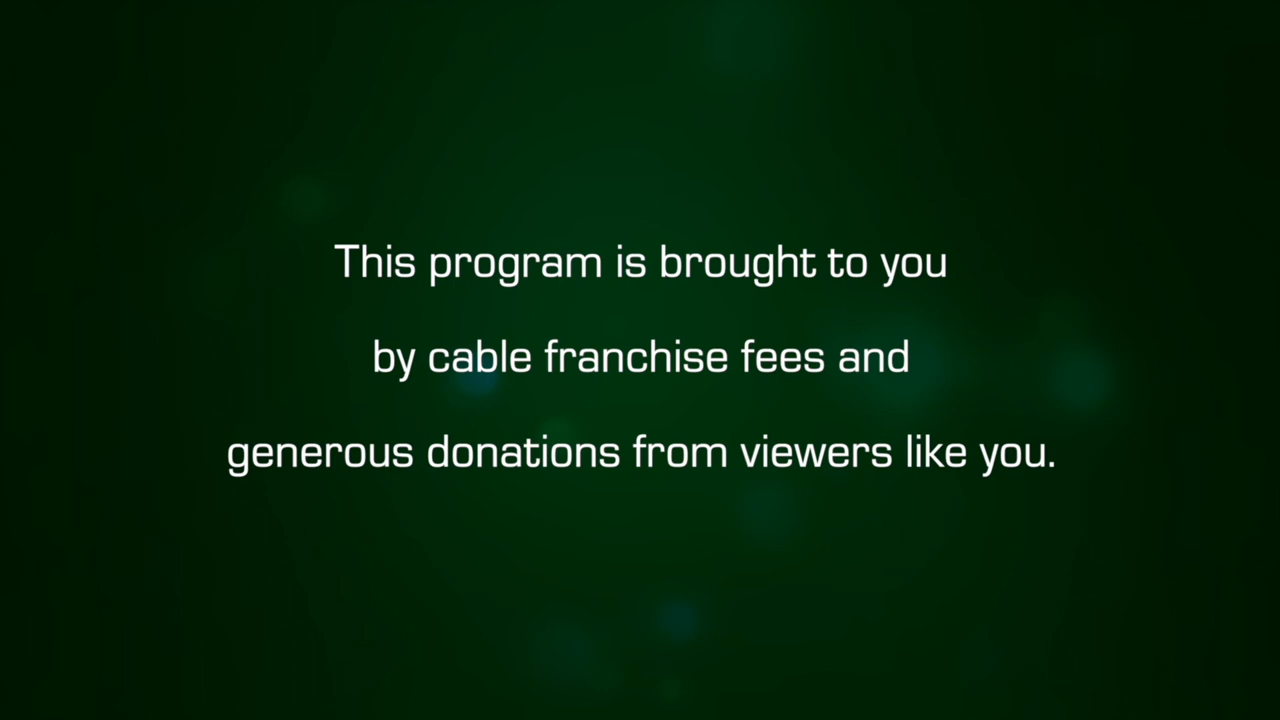 This program is brought to you
by cable franchise fees and
generous donations from viewers like you.